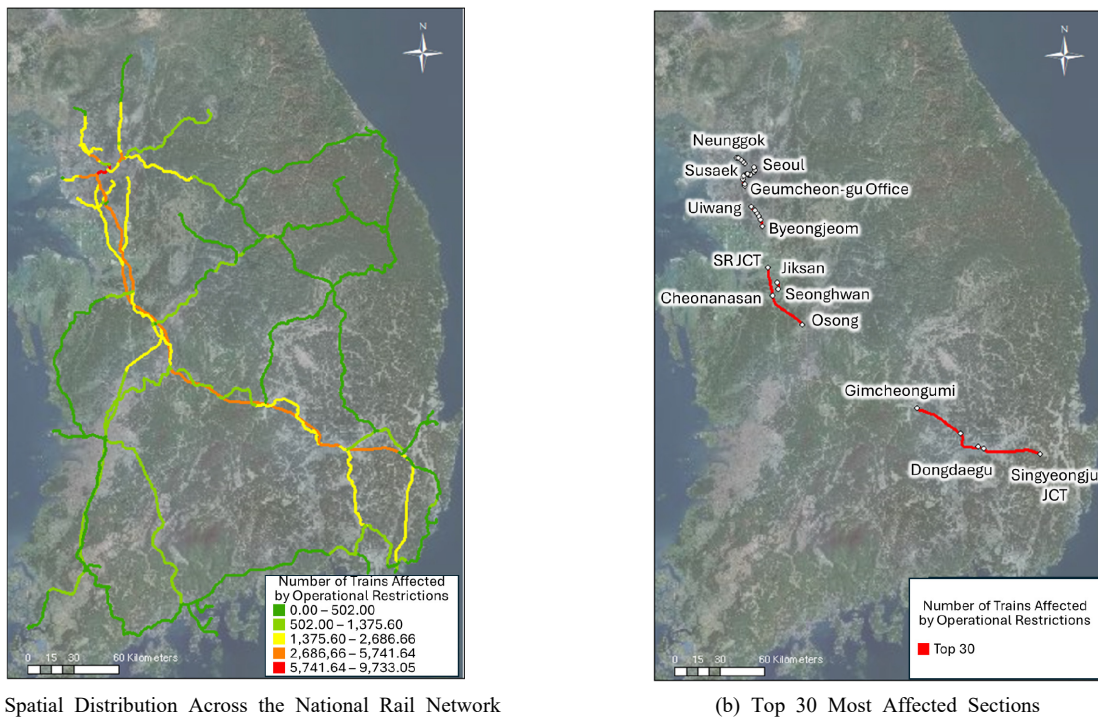 N
Number of Trains Affected
by Operational Restrictions
0.00 – 502.00
502.00 – 1,375.60
1,375.60 – 2,686.66
2,686,66 – 5,741.64
5,741.64 – 9,733.05
0 15 30 60 Kilometers
Spatial Distribution Across the National Rail Network
N
Neunggok
Seoul
Susaek
Geumcheon-gu Office
Uiwang
Byeongjeom
SR JCT
Jiksan
Cheonanasan
Seonghwan
Osong
Gimcheongumi
Dongdaegu
Singyeongju
JCT
Number of Trains Affected
by Operational Restrictions
Top 30
0 15 30 60 Kilometers
(b) Top 30 Most Affected Sections